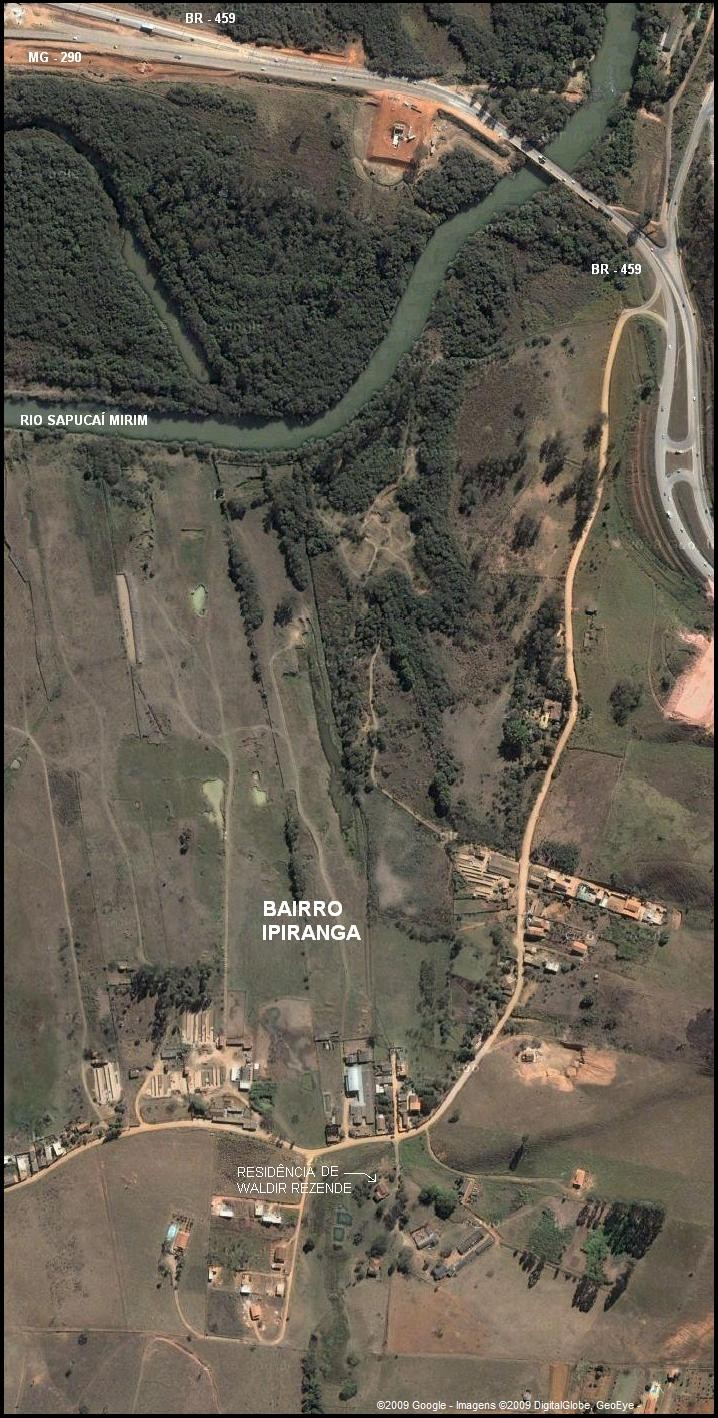 BR - 459
MG - 290
BR - 459
RIO SAPUCAÍ MIRIM
BAIRRO
IPIRANGA
RESIDÊNCIA DE
WALDIR REZENDE
©2009 Google - Imagens ©2009 DigitalGlobe, GeoEye